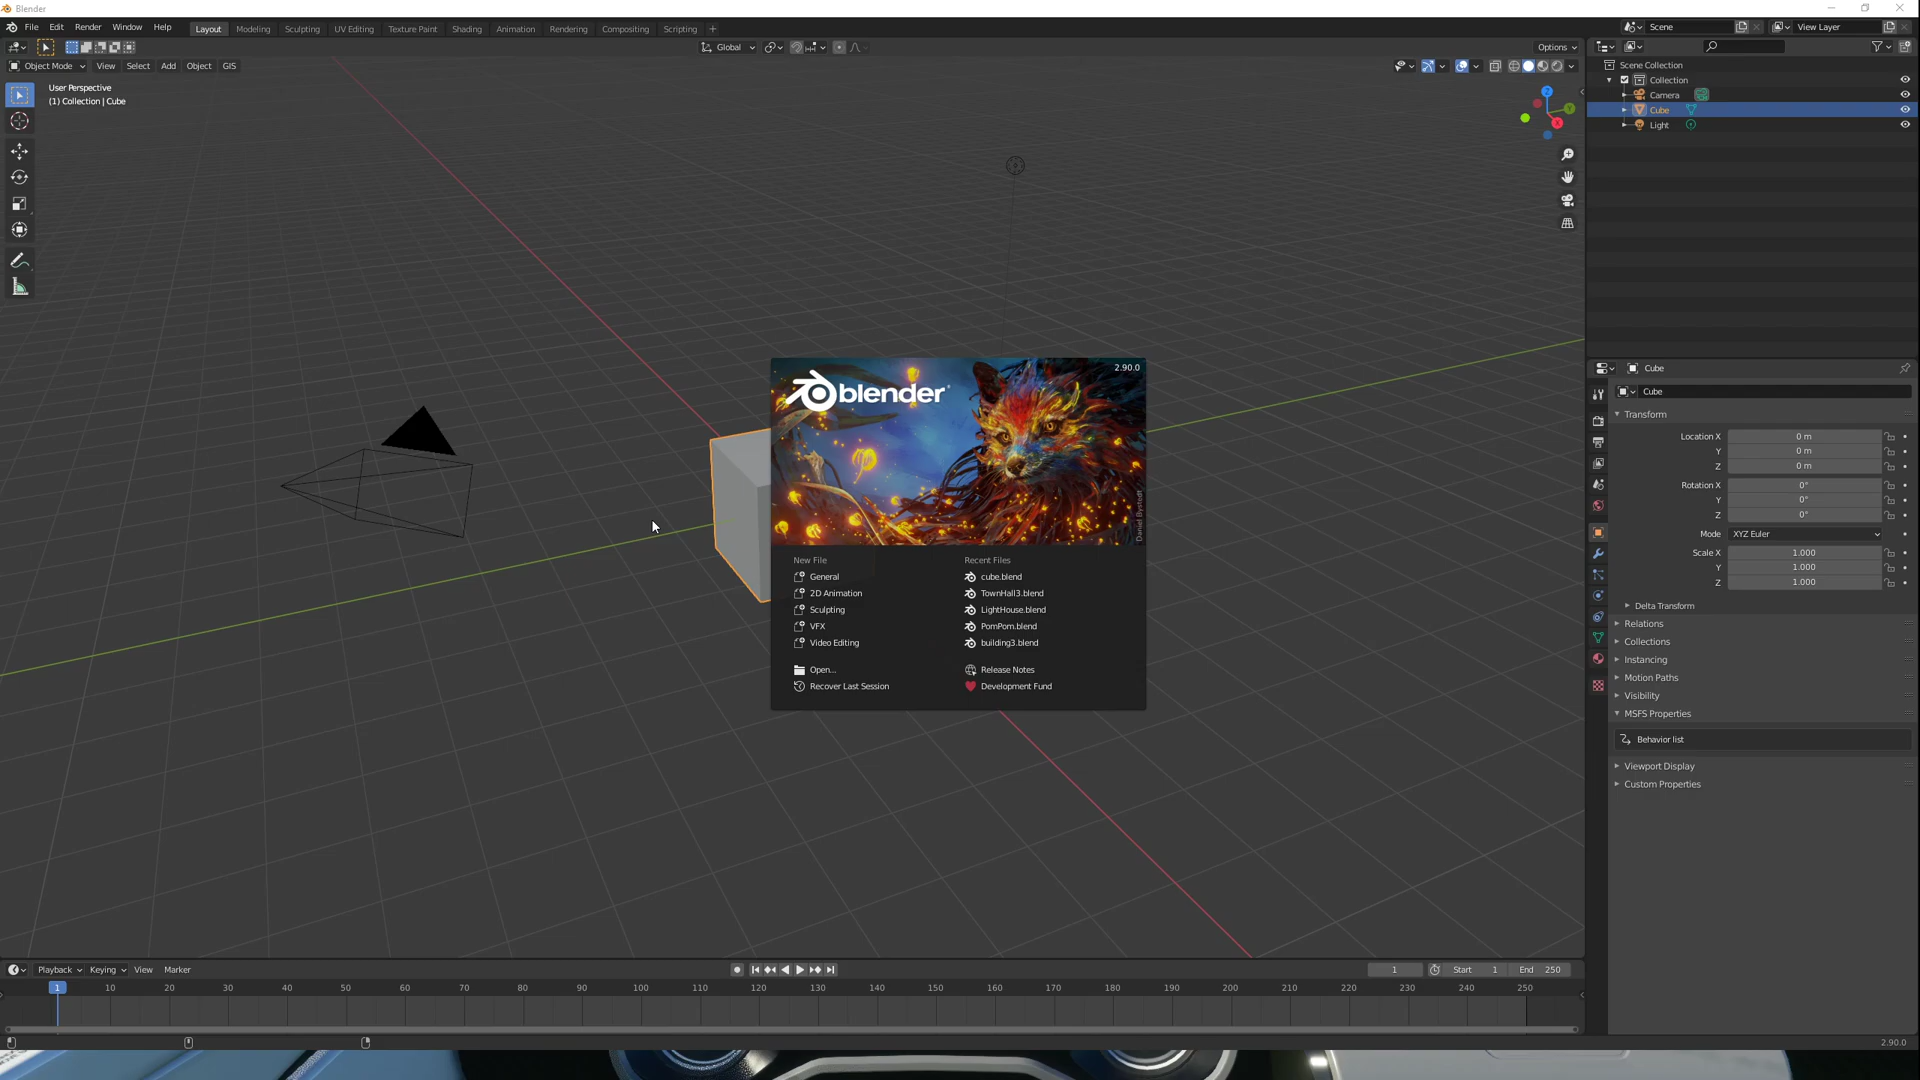 Blender
File Edit Render Window Help
Layout Modeling Sculpting UV Editing Texture Paint Shading Animation Rendering Compositing Scripting +
Scene
View Layer
Global
Options
Object Mode View Select Add Object GIS
User Perspective
(1) Collection | Cube
Z
Y
X
Scene Collection
Collection
Camera
Cube
Light
blender
2.90.0
Daniel Bystedt
New File
General
2D Animation
Sculpting
VFX
Video Editing
Open...
Recover Last Session
Recent Files
cube.blend
TownHall3.blend
LightHouse.blend
PomPom.blend
building3.blend
Release Notes
Development Fund
Cube
Cube
Transform
Location X 0 m
Y 0 m
Z 0 m
Rotation X 0°
Y 0°
Z 0°
Mode XYZ Euler
Scale X 1.000
Y 1.000
Z 1.000
Delta Transform
Relations
Collections
Instancing
Motion Paths
Visibility
MSFS Properties
Behavior list
Viewport Display
Custom Properties
Playback Keying View Marker
1 Start 1 End 250
1 10 20 30 40 50 60 70 80 90 100 110 120 130 140 150 160 170 180 190 200 210 220 230 240 250
2.90.0